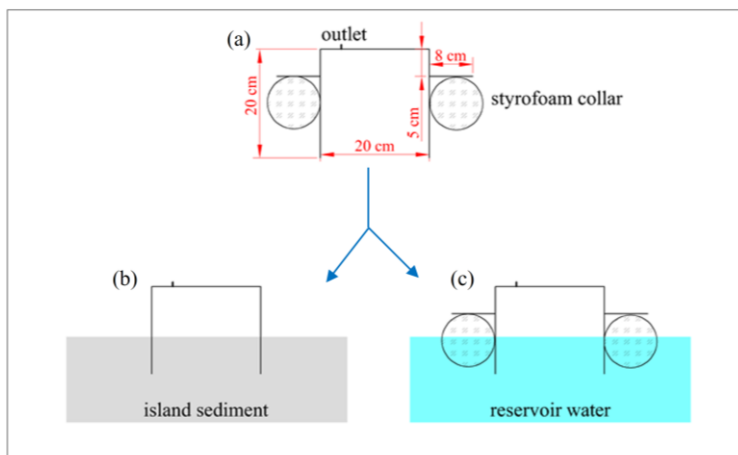 (a)
outlet
8 cm
20 cm
5 cm
styrofoam collar
20 cm
(b)
(c)
island sediment
reservoir water